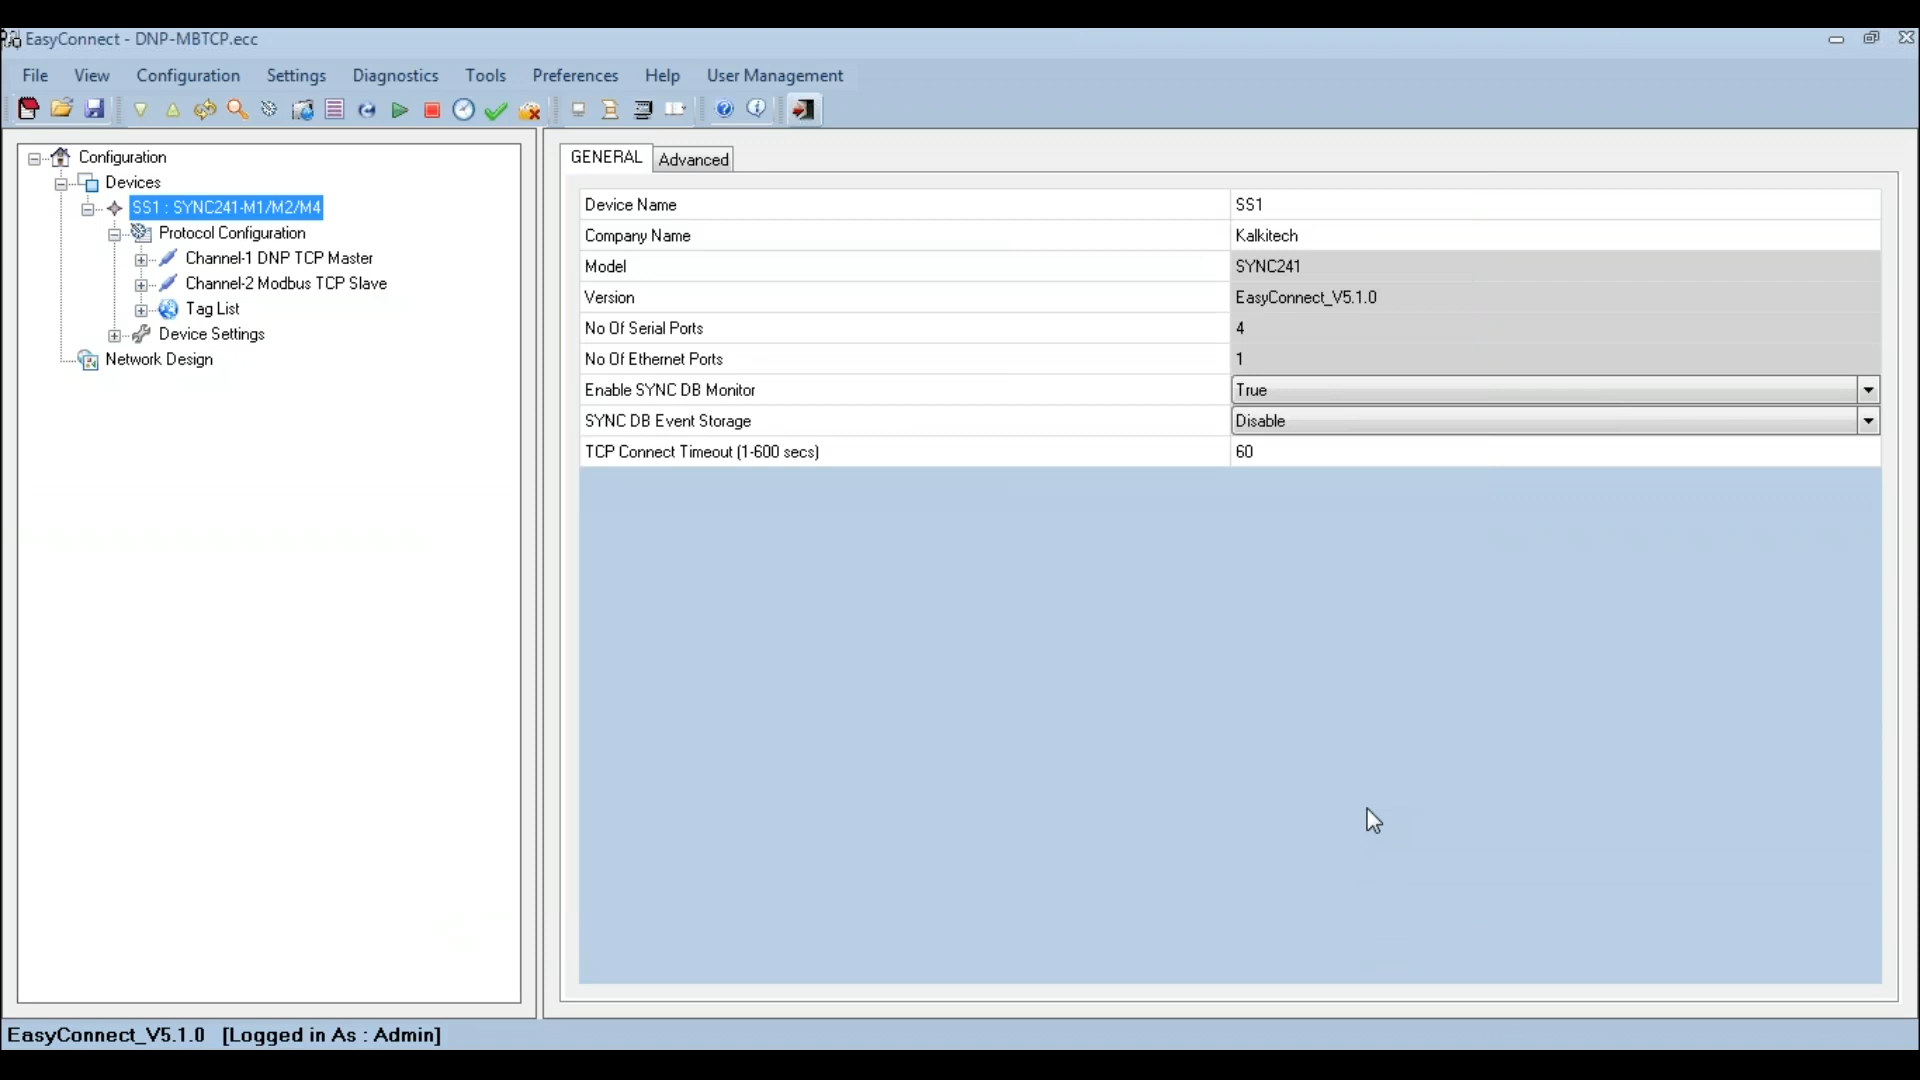 EasyConnect - DNP-MBTCP.ecc
File View Configuration Settings Diagnostics Tools Preferences Help User Management
Configuration
Devices
SS1 : SYNC241-M1/M2/M4
Protocol Configuration
Channel-1 DNP TCP Master
Channel-2 Modbus TCP Slave
Tag List
Device Settings
Network Design
GENERAL Advanced
Device Name SS1
Company Name Kalkitech
Model SYNC241
Version EasyConnect_V5.1.0
No Of Serial Ports 4
No Of Ethernet Ports 1
Enable SYNC DB Monitor True
SYNC DB Event Storage Disable
TCP Connect Timeout (1-600 secs) 60
EasyConnect_V5.1.0 [Logged in As : Admin]